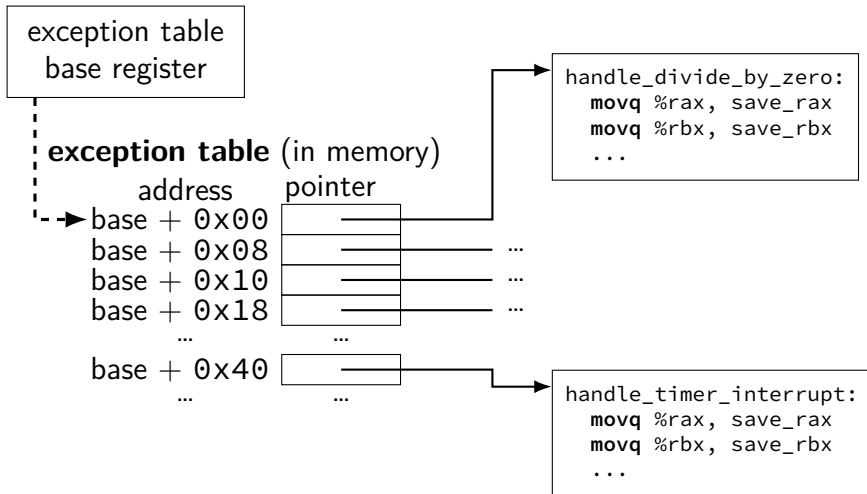 exception table
base register
handle_divide_by_zero:
movq %rax, save_rax
movq %rbx, save_rbx
...
exception table (in memory)
address pointer
base + 0x00
base + 0x08 ...
base + 0x10 ...
base + 0x18 ...
... ...
base + 0x40
... ...
handle_timer_interrupt:
movq %rax, save_rax
movq %rbx, save_rbx
...